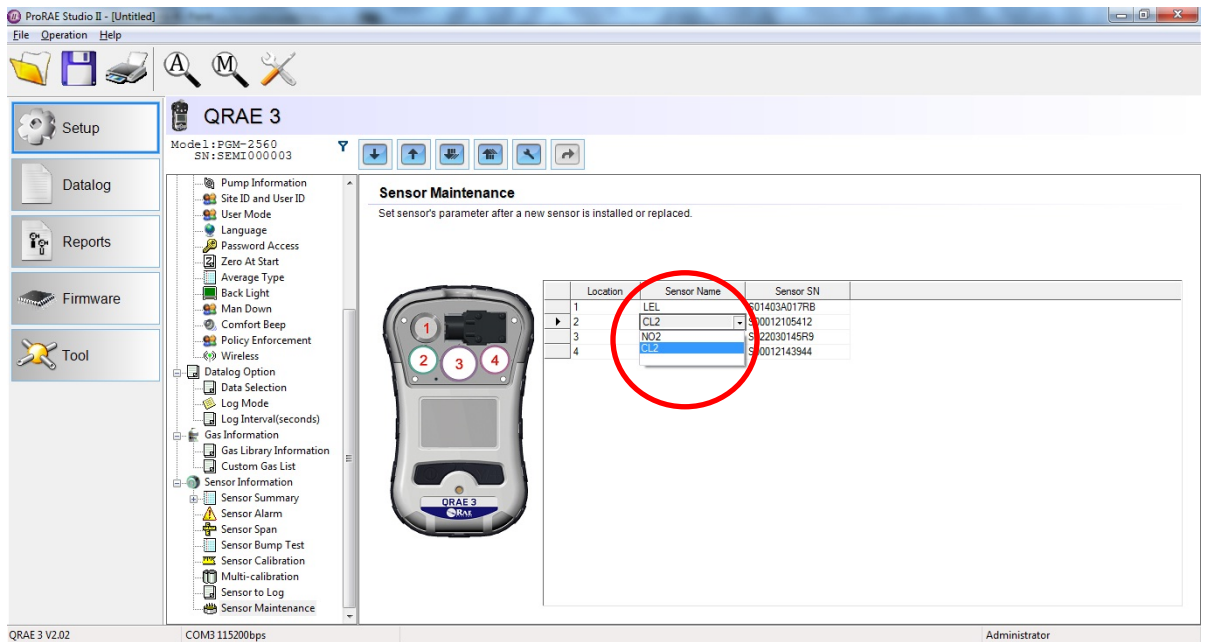 ProRAE Studio II - [Untitled]
File Operation Help
A M
Setup
Datalog
Reports
Firmware
Tool
QRAE 3
Model:PGM-2560
SN:SEMI000003
Pump Information
Site ID and User ID
User Mode
Language
Password Access
Zero At Start
Average Type
Back Light
Man Down
Comfort Beep
Policy Enforcement
Wireless
Datalog Option
Data Selection
Log Mode
Log Interval(seconds)
Gas Information
Gas Library Information
Custom Gas List
Sensor Information
Sensor Summary
Sensor Alarm
Sensor Span
Sensor Bump Test
Sensor Calibration
Multi-calibration
Sensor to Log
Sensor Maintenance
Sensor Maintenance
Set sensor's parameter after a new sensor is installed or replaced.
1
2 3 4
QRAE 3
RAE
Location Sensor Name Sensor SN
1 LEL S01403A017RB
2 CL2 S00012105412
3 NO2 S022030145R9
CL2
4 S00012143944
QRAE 3 V2.02 COM3 115200bps Administrator